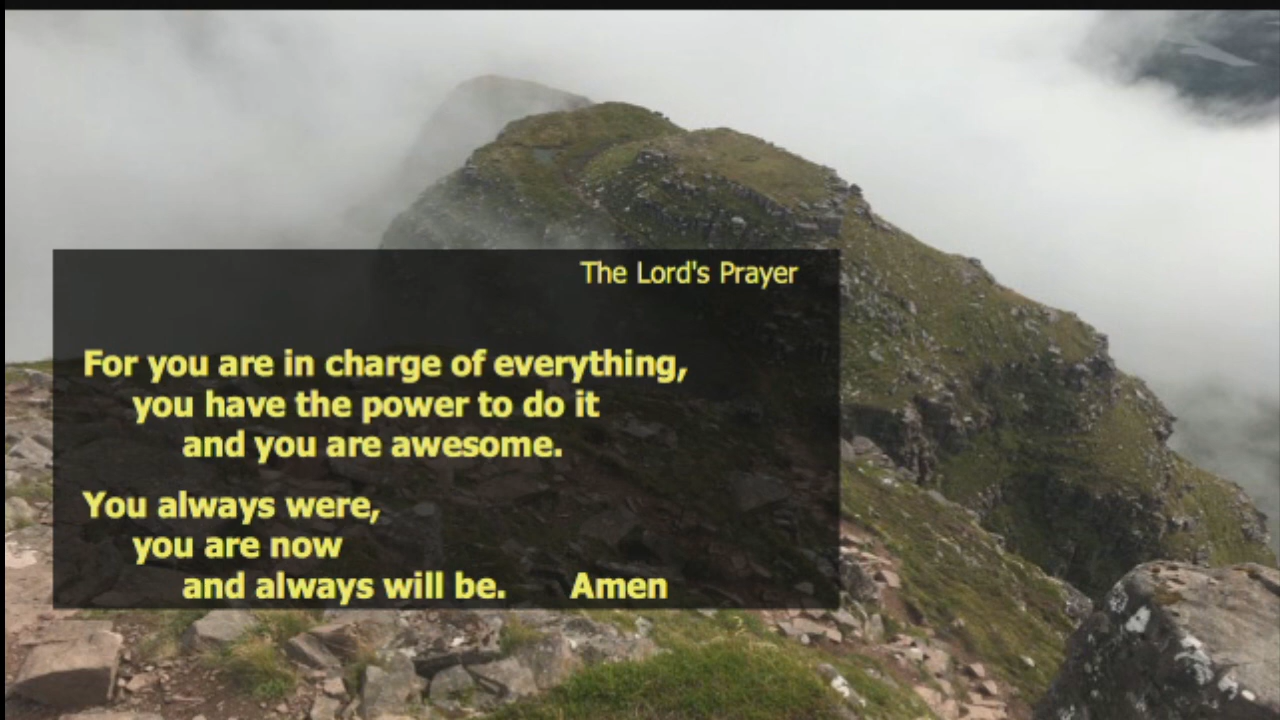 The Lord's Prayer
For you are in charge of everything,
you have the power to do it
and you are awesome.
You always were,
you are now
and always will be. Amen